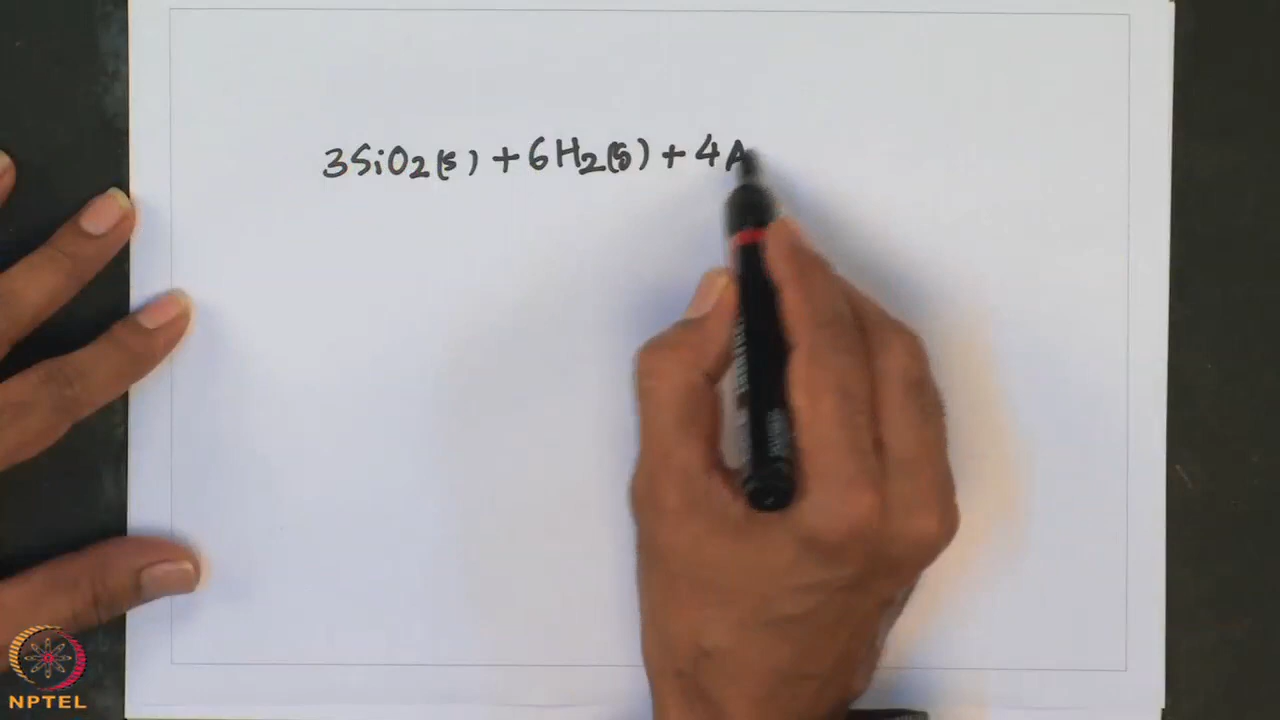 3SiO2(s) + 6H2(g) + 4A
NPTEL